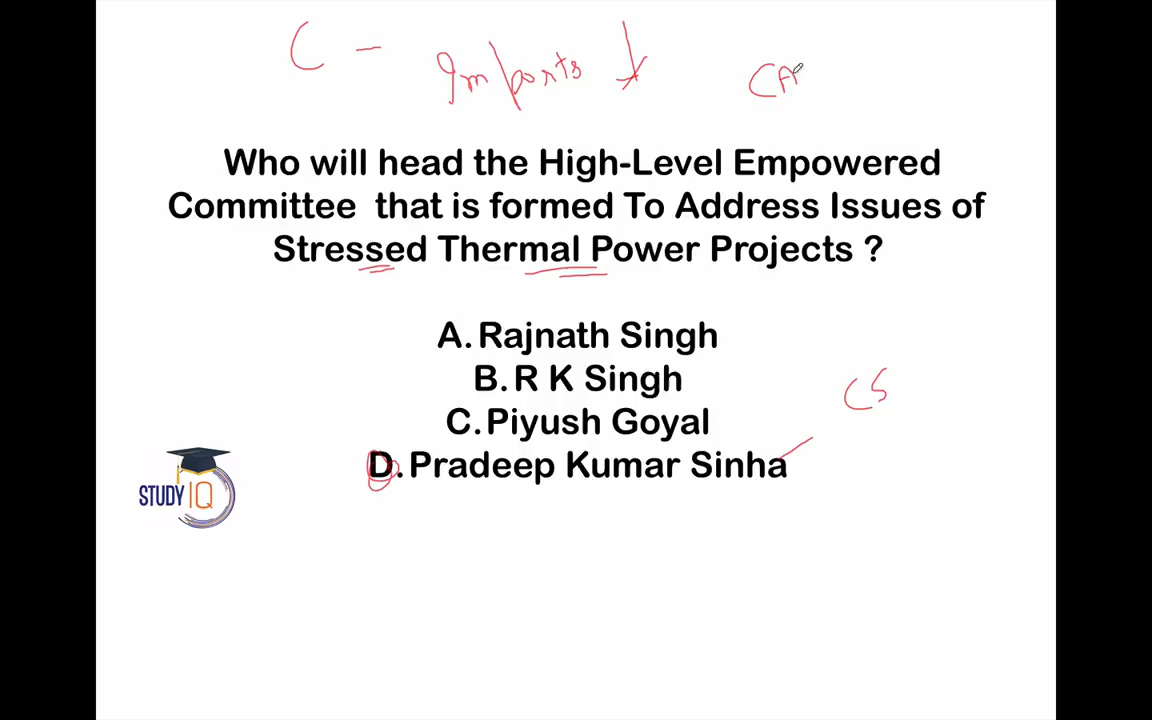 C - Imports ↓ CA
Who will head the High-Level Empowered
Committee that is formed To Address Issues of
Stressed Thermal Power Projects ?
A. Rajnath Singh
B. R K Singh
CS
C. Piyush Goyal
D. Pradeep Kumar Sinha
STUDY IQ